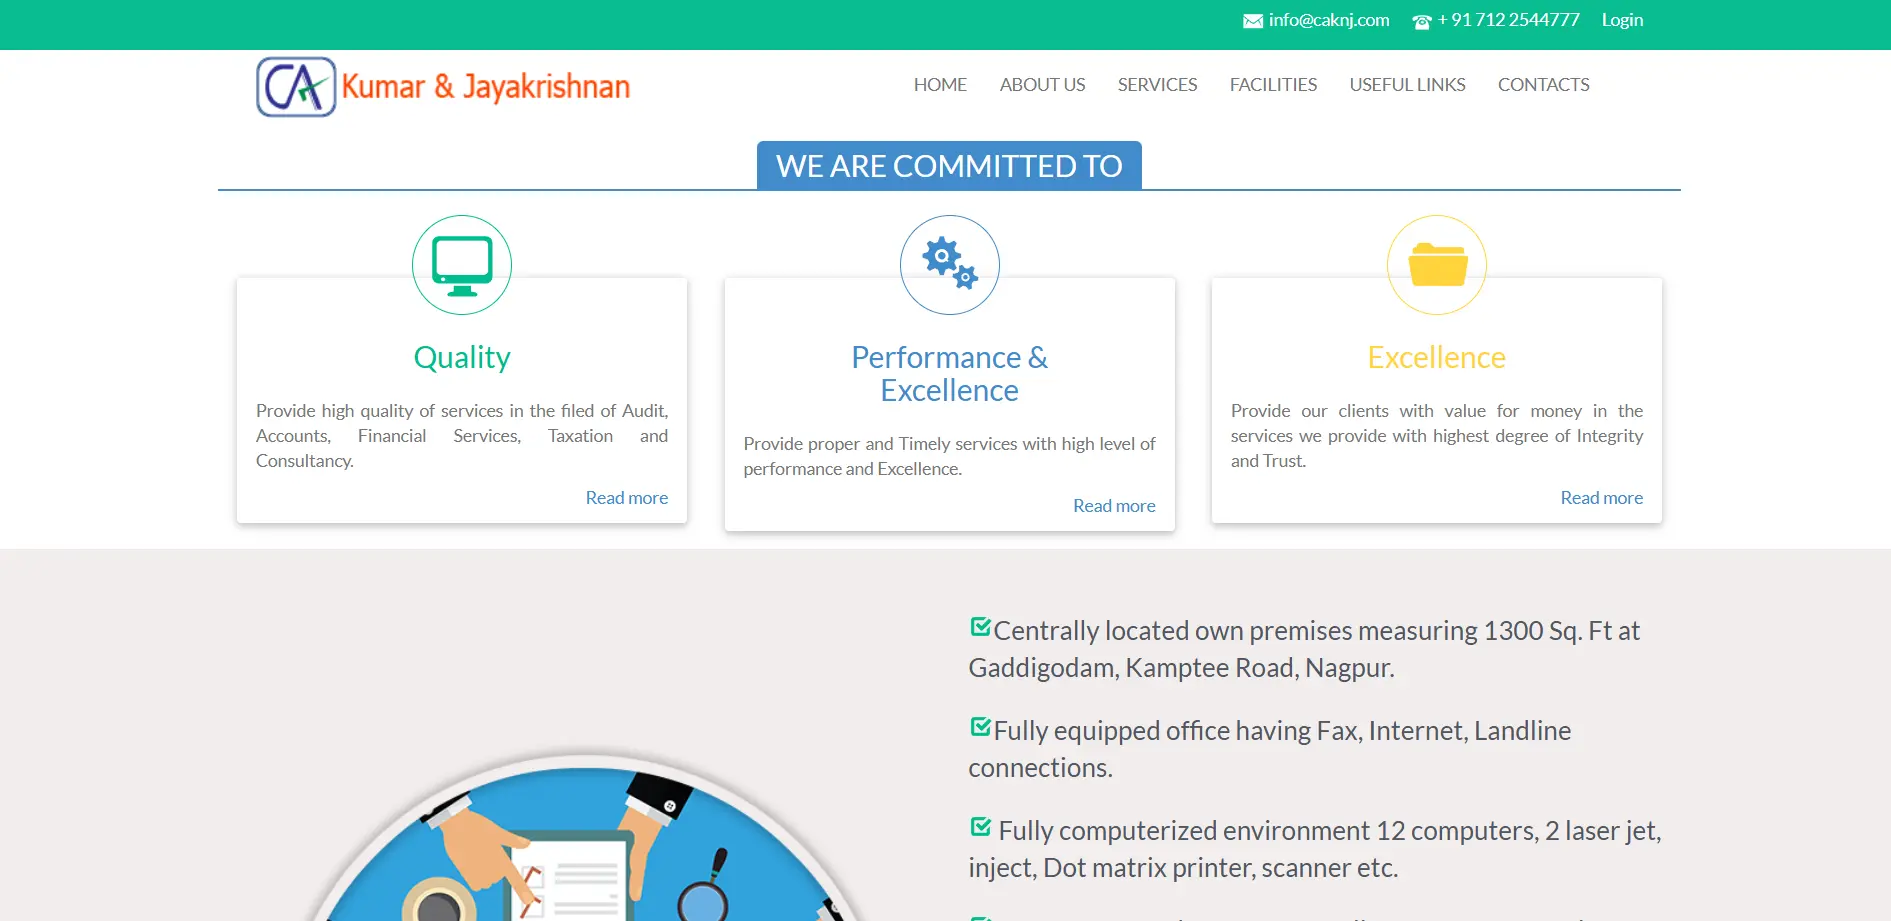 info@caknj.com + 91 712 2544777 Login
CA Kumar & Jayakrishnan
HOME ABOUT US SERVICES FACILITIES USEFUL LINKS CONTACTS
WE ARE COMMITTED TO
Quality
Provide high quality of services in the filed of Audit,
Accounts, Financial Services, Taxation and
Consultancy.
Read more
Performance &
Excellence
Provide proper and Timely services with high level of
performance and Excellence.
Read more
Excellence
Provide our clients with value for money in the
services we provide with highest degree of Integrity
and Trust.
Read more
Centrally located own premises measuring 1300 Sq. Ft at
Gaddigodam, Kamptee Road, Nagpur.
Fully equipped office having Fax, Internet, Landline
connections.
Fully computerized environment 12 computers, 2 laser jet,
inject, Dot matrix printer, scanner etc.